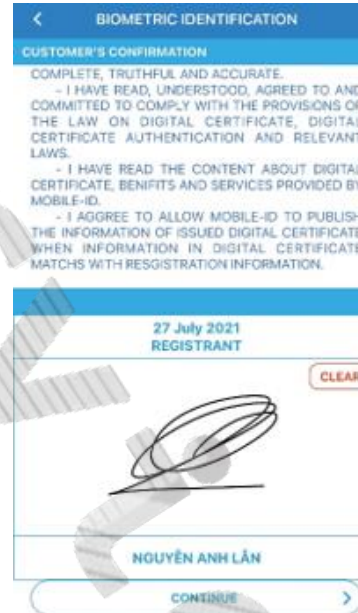 BIOMETRIC IDENTIFICATION
CUSTOMER'S CONFIRMATION
COMPLETE, TRUTHFUL AND ACCURATE.
- I HAVE READ, UNDERSTOOD, AGREED TO AND
COMMITTED TO COMPLY WITH THE PROVISIONS OF
THE LAW ON DIGITAL CERTIFICATE, DIGITAL
CERTIFICATE AUTHENTICATION AND RELEVANT
LAWS.
- I HAVE READ THE CONTENT ABOUT DIGITAL
CERTIFICATE, BENIFITS AND SERVICES PROVIDED BY
MOBILE-ID.
- I AGGREE TO ALLOW MOBILE-ID TO PUBLISH
THE INFORMATION OF ISSUED DIGITAL CERTIFICATE
WHEN INFORMATION IN DIGITAL CERTIFICATE
MATCHS WITH RESGISTRATION INFORMATION.
27 July 2021
REGISTRANT
CLEAR
NGUYỄN ANH LÂN
CONTINUE